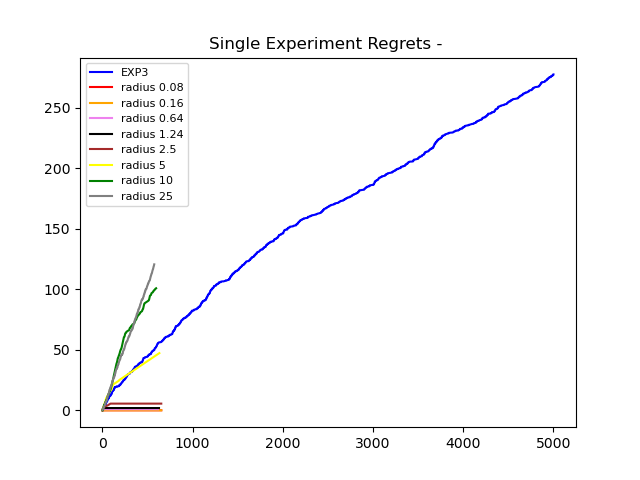 Single Experiment Regrets -
EXP3
radius 0.08
radius 0.16
radius 0.64
radius 1.24
radius 2.5
radius 5
radius 10
radius 25
250
200
150
100
50
0
0 1000 2000 3000 4000 5000